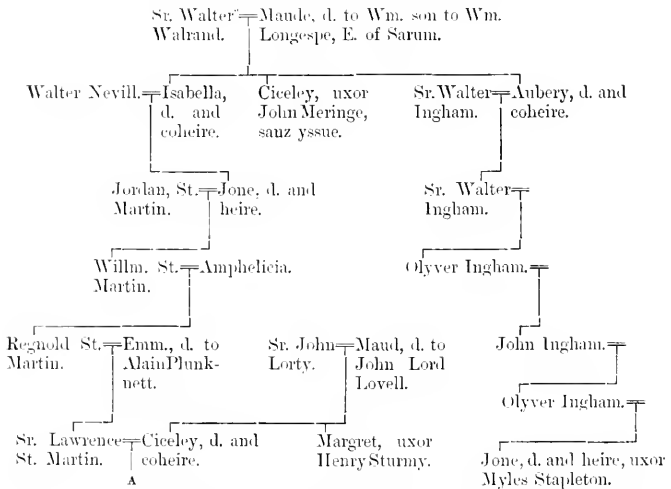 Sr. Walter Maude, d. to Wm. son to Wm.
Walrand. Longespe, E. of Sarum.
Walter Nevill. Isabella, Ciceley, uxor Sr. Walter Aubery, d. and
d. and John Meringe, Ingham. coheire.
coheire. sauz yssue.
Jordan, St. Jone, d. and Sr. Walter
Martin. heire. Ingham.
Willm. St. Amphelicia. Olyver Ingham.
Martin.
Regnold St. Emm., d. to Sr. John Maud, d. to John Ingham.
Martin. Alain Plunk- Lorty. John Lord
nett. Lovell.
Olyver Ingham.
Sr. Lawrence Ciceley, d. and Margret, uxor
St. Martin. coheire. Henry Sturmy. Jone, d. and heire, uxor
A Myles Stapleton.